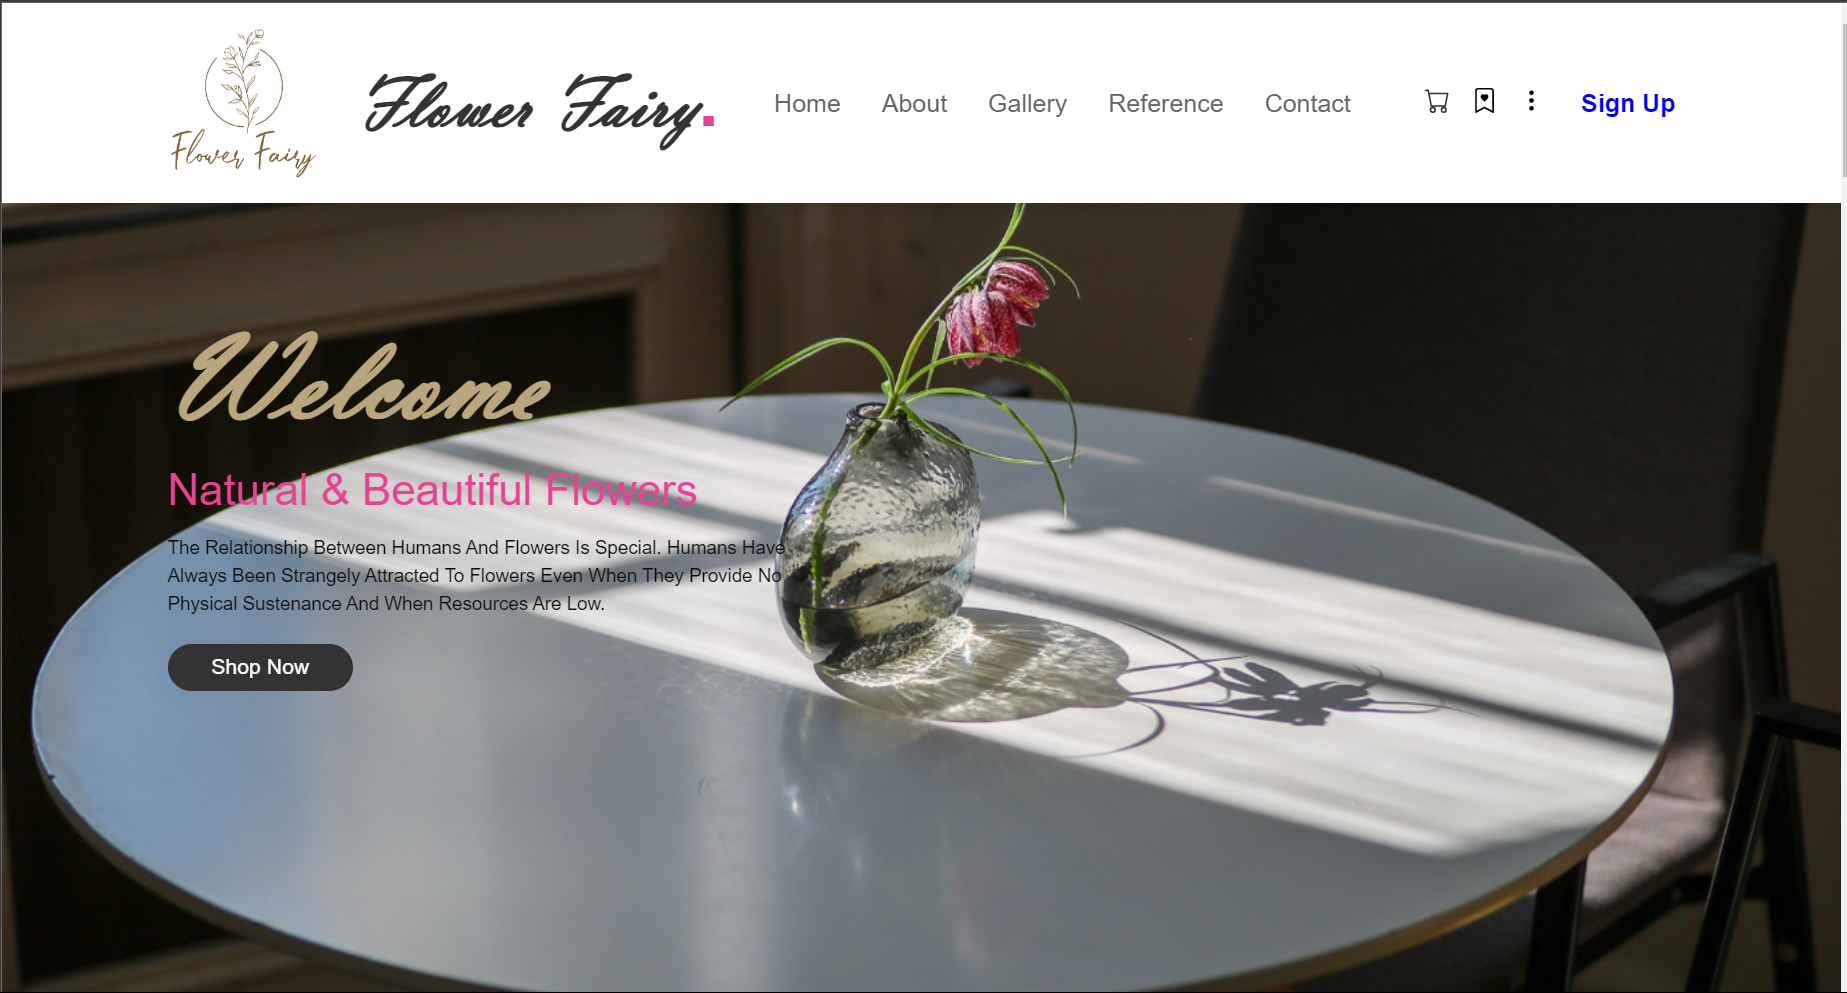 Flower Fairy
Flower Fairy.
Home About Gallery Reference Contact
Sign Up
Welcome
Natural & Beautiful Flowers
The Relationship Between Humans And Flowers Is Special. Humans Have
Always Been Strangely Attracted To Flowers Even When They Provide No
Physical Sustenance And When Resources Are Low.
Shop Now